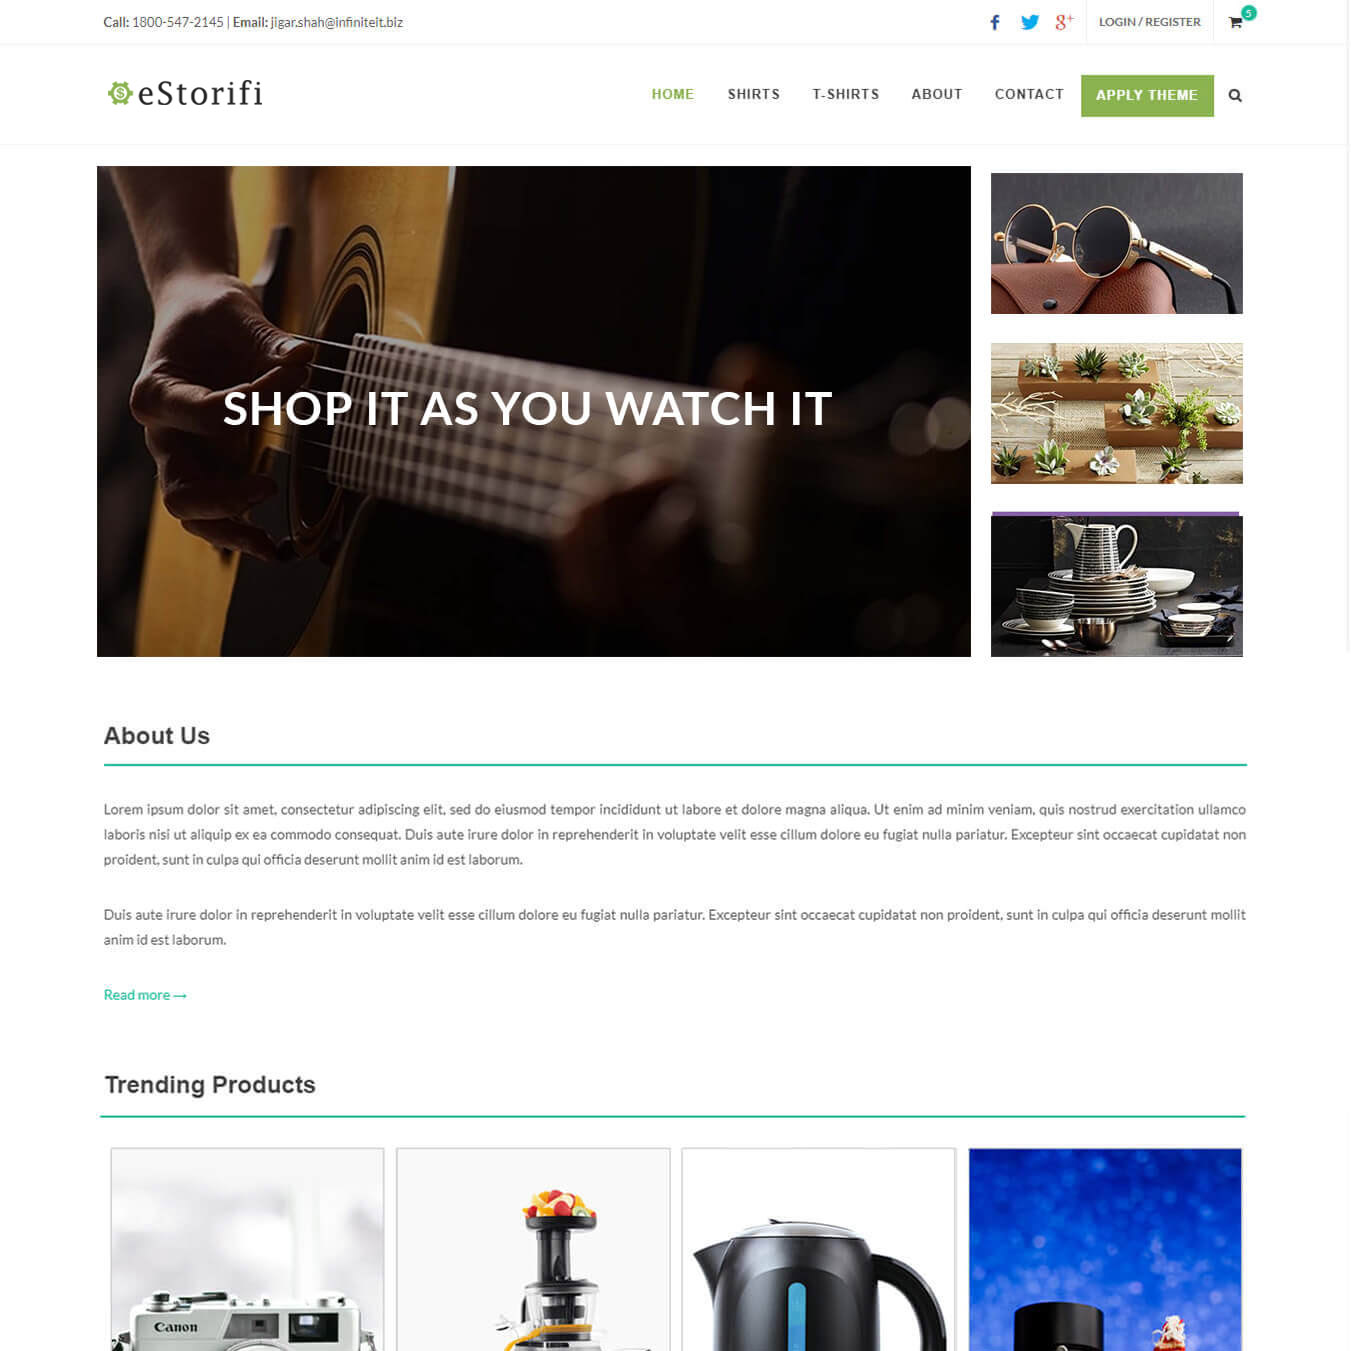 Call: 1800-547-2145 | Email: jigar.shah@infiniteit.biz
8+
LOGIN / REGISTER
5
eStorifi
HOME
SHIRTS
T-SHIRTS
ABOUT
CONTACT
APPLY THEME
SHOP IT AS YOU WATCH IT
About Us
Lorem ipsum dolor sit amet, consectetur adipiscing elit, sed do eiusmod tempor incididunt ut labore et dolore magna aliqua. Ut enim ad minim veniam, quis nostrud exercitation ullamco
laboris nisi ut aliquip ex ea commodo consequat. Duis aute irure dolor in reprehenderit in voluptate velit esse cillum dolore eu fugiat nulla pariatur. Excepteur sint occaecat cupidatat non
proident, sunt in culpa qui officia deserunt mollit anim id est laborum.
Duis aute irure dolor in reprehenderit in voluptate velit esse cillum dolore eu fugiat nulla pariatur. Excepteur sint occaecat cupidatat non proident, sunt in culpa qui officia deserunt mollit
anim id est laborum.
Read more →
Trending Products
Canon